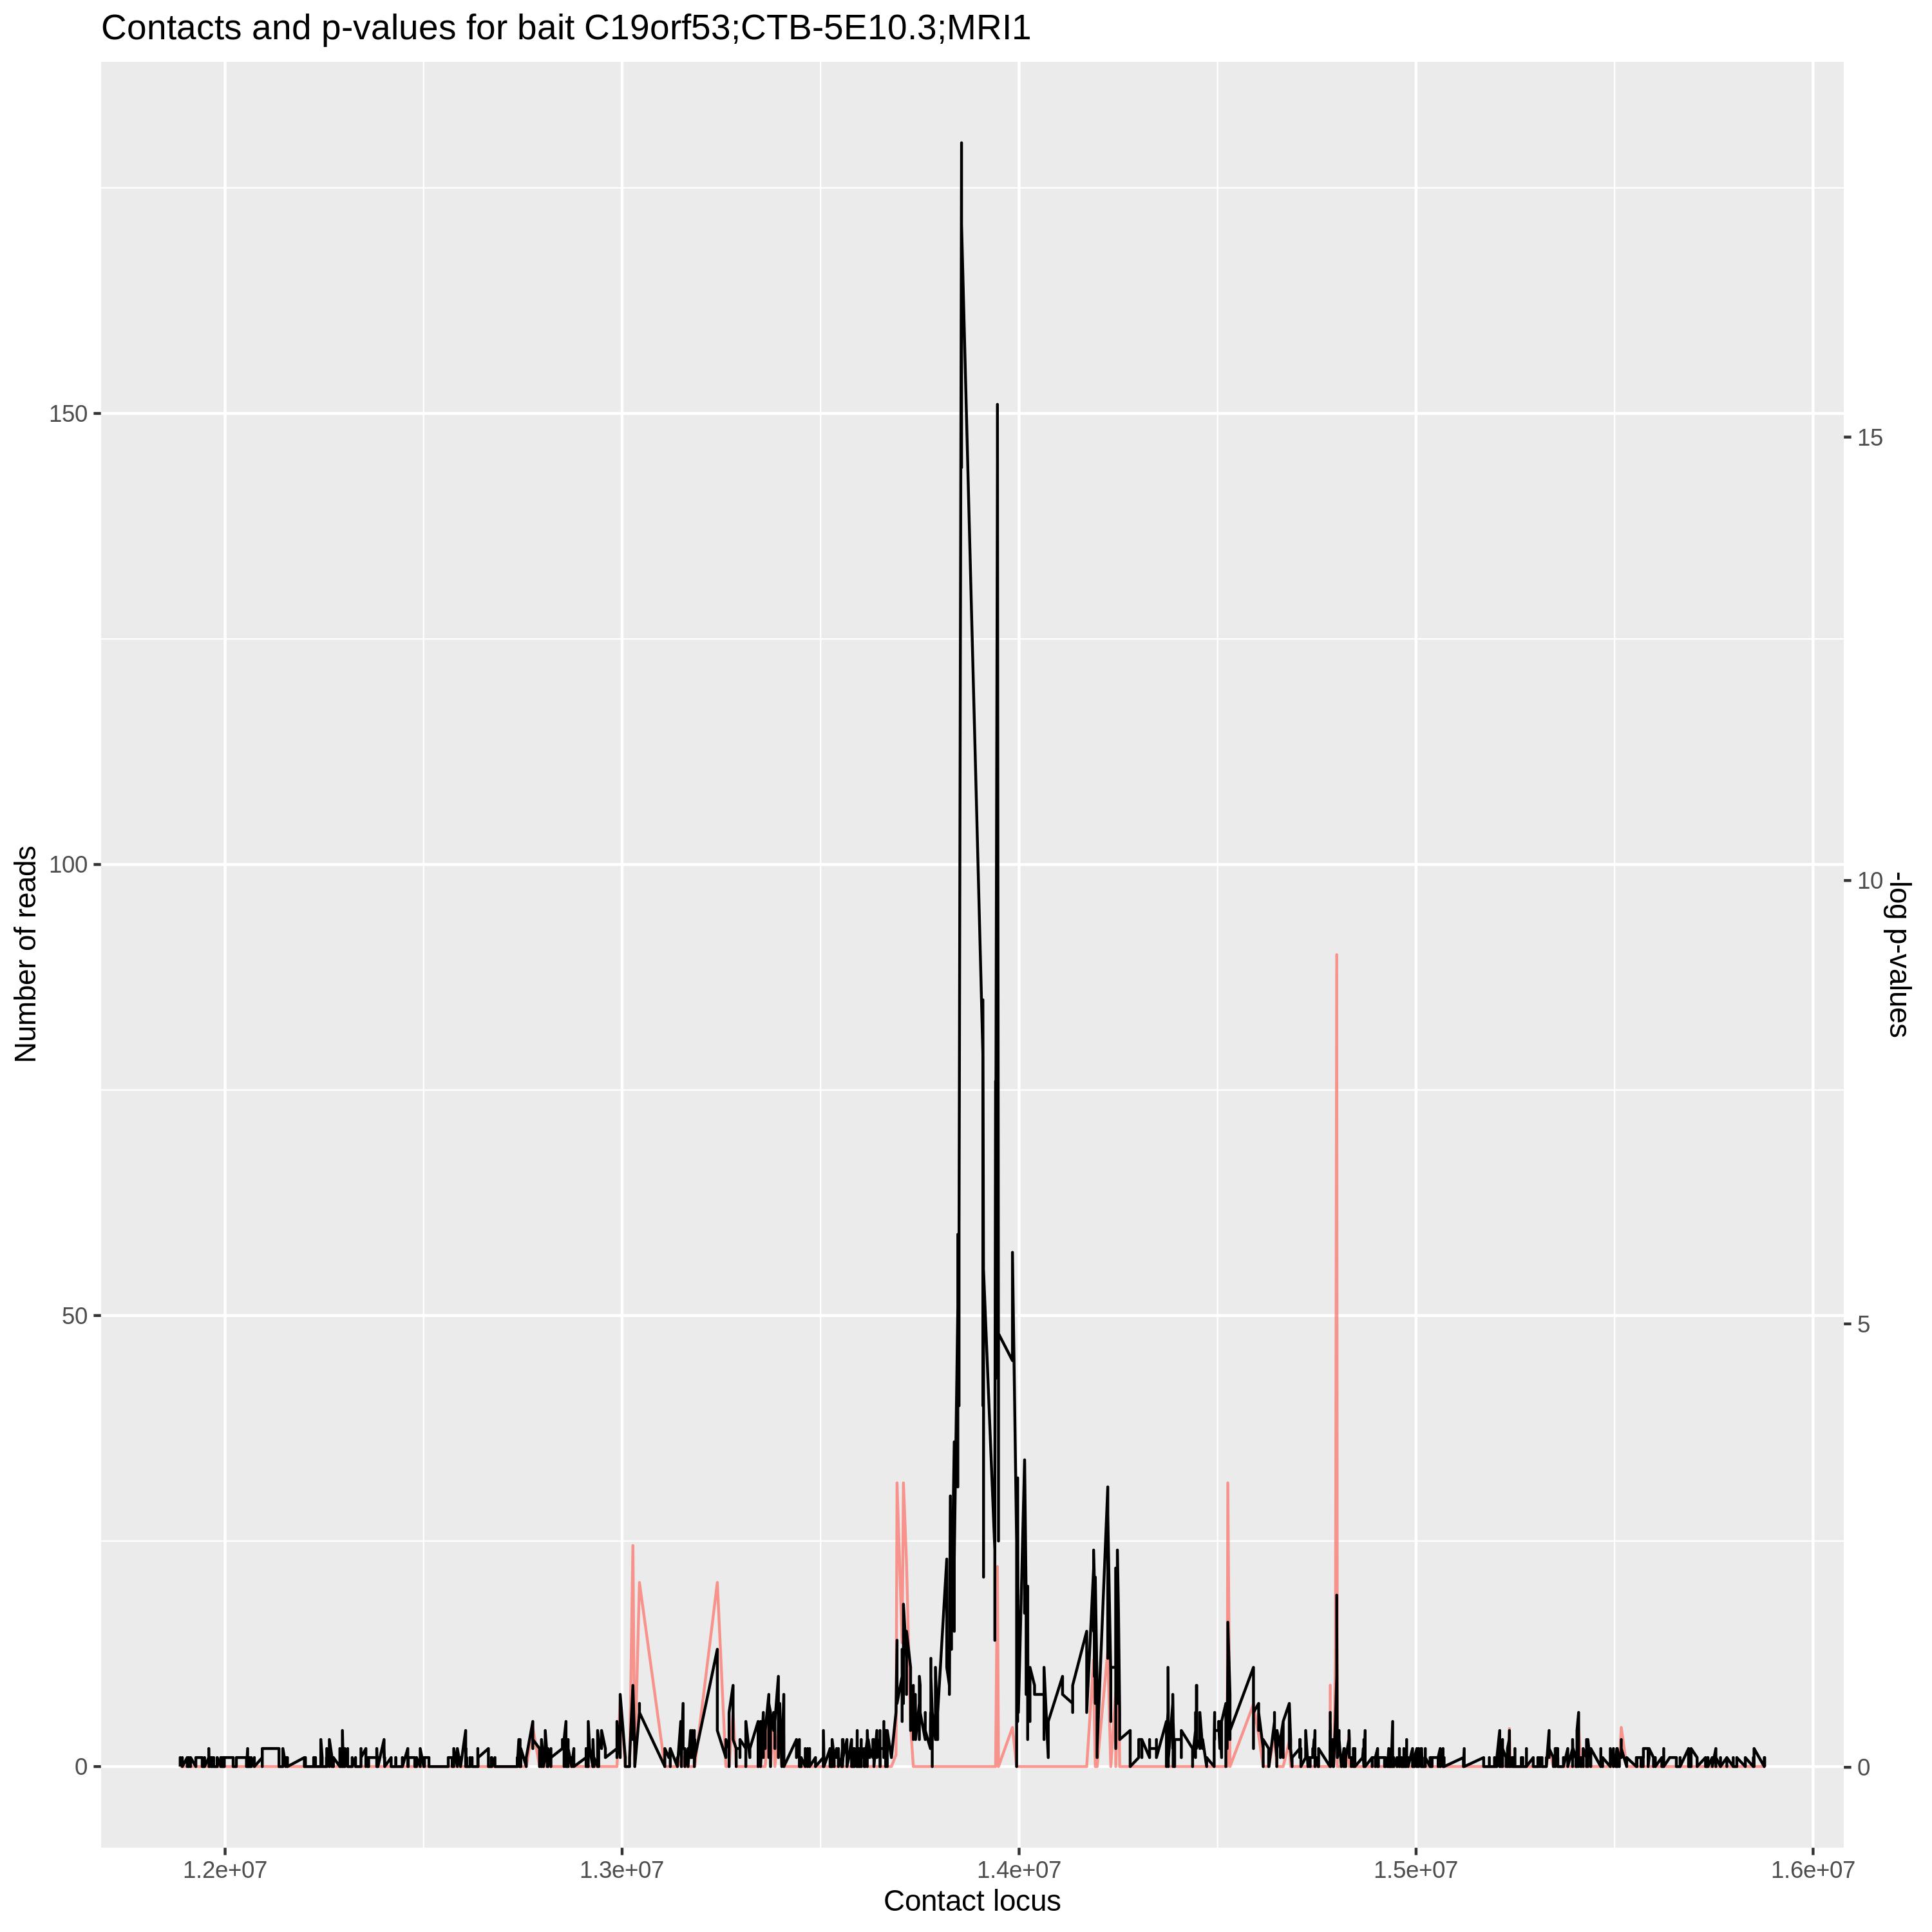 Contacts and p-values for bait C19orf53;CTB-5E10.3;MRI1
Number of reads
150
100
50
0
15
10
5
0
-log p-values
1.2e+07
1.3e+07
1.4e+07
1.5e+07
1.6e+07
Contact locus